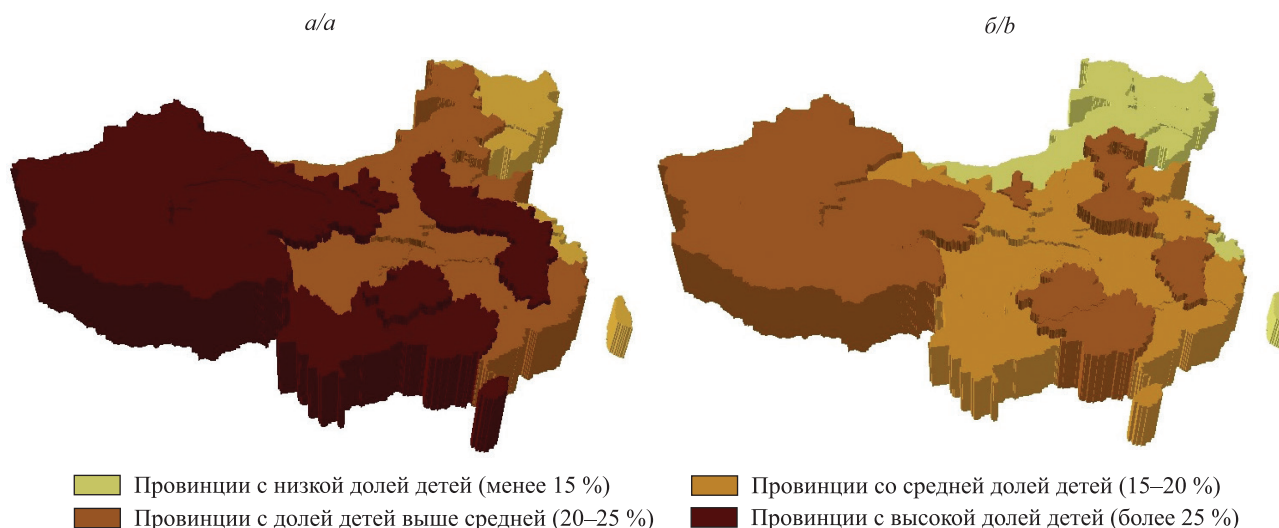 а/a
б/b
Провинции с низкой долей детей (менее 15 %)
Провинции со средней долей детей (15–20 %)
Провинции с долей детей выше средней (20–25 %)
Провинции с высокой долей детей (более 25 %)